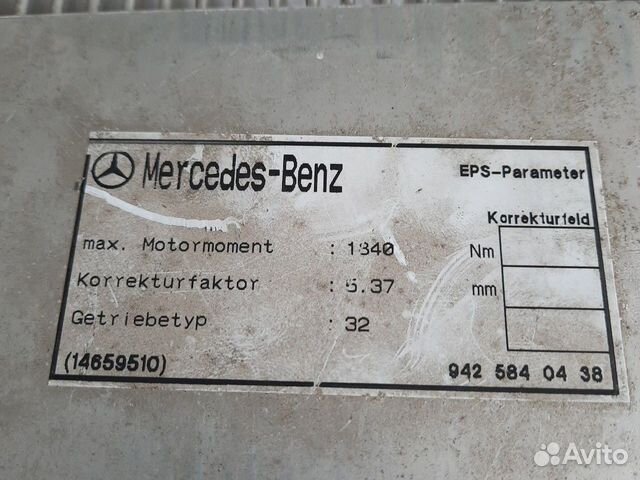 Mercedes-Benz
EPS-Parameter
Korrekturfeld
max. Motormoment : 1840 Nm
Korrekturfaktor : 5.37 mm
Getriebetyp : 32
(14659510)
942 584 04 38
Avito